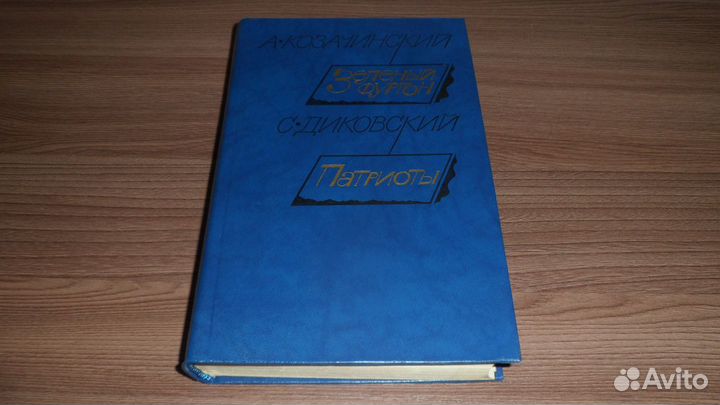 А•КОЗАЧИНСКИЙ
ЗЕЛЕНЫЙ
ФУРГОН
С•ДИКОВСКИЙ
ПАТРИОТЫ
Avito